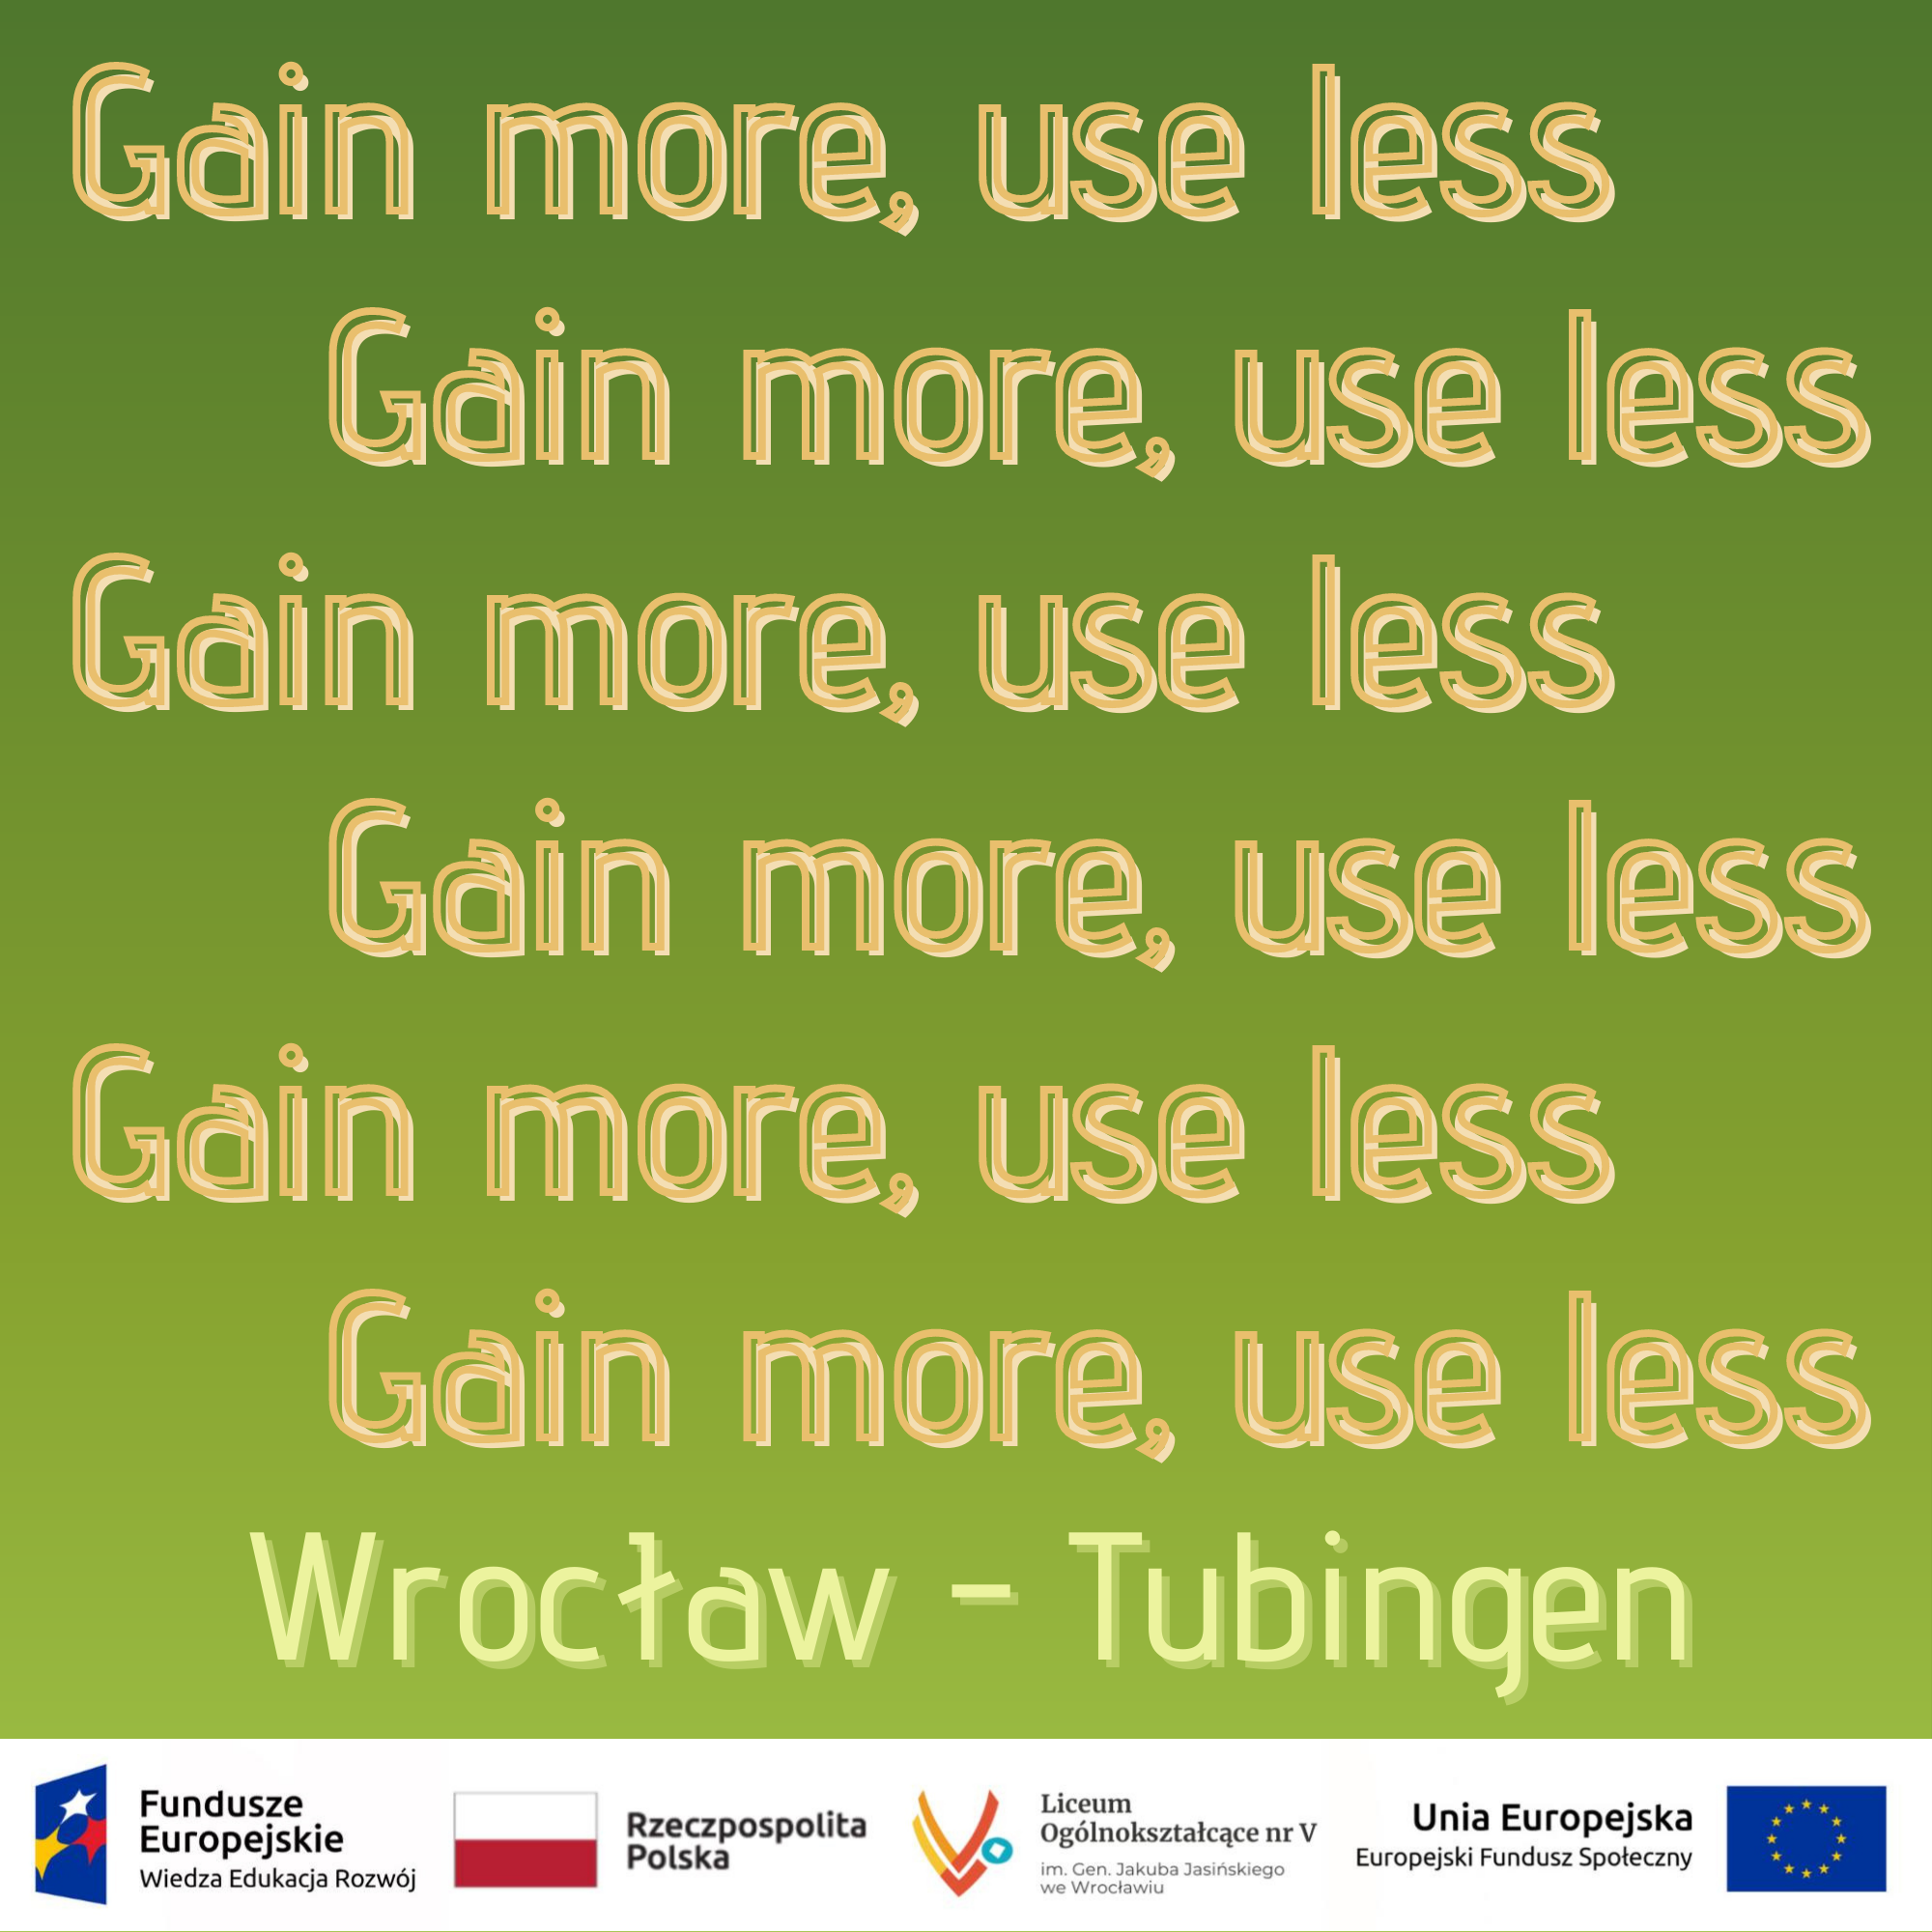 Gain more, use less
Gain more, use less
Gain more, use less
Gain more, use less
Gain more, use less
Gain more, use less
Wrocław - Tubingen
Fundusze
Europejskie
Wiedza Edukacja Rozwój
Rzeczpospolita
Polska
Liceum
Ogólnokształcące nr V
im. Gen. Jakuba Jasińskiego
we Wrocławiu
Unia Europejska
Europejski Fundusz Społeczny